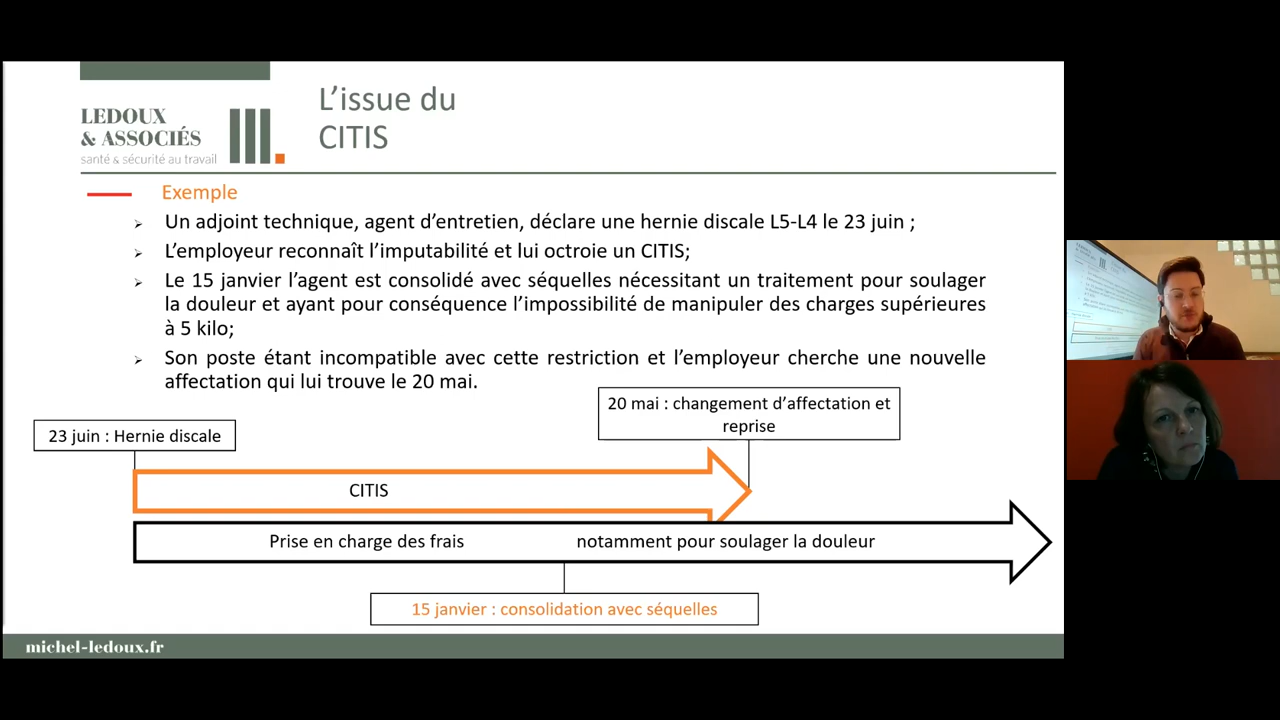 LEDOUX
& ASSOCIÉS
santé & sécurité au travail
L’issue du
CITIS
Exemple
Un adjoint technique, agent d’entretien, déclare une hernie discale L5-L4 le 23 juin ;
L’employeur reconnaît l’imputabilité et lui octroie un CITIS;
Le 15 janvier l’agent est consolidé avec séquelles nécessitant un traitement pour soulager
la douleur et ayant pour conséquence l’impossibilité de manipuler des charges supérieures
à 5 kilo;
Son poste étant incompatible avec cette restriction et l’employeur cherche une nouvelle
affectation qui lui trouve le 20 mai.
20 mai : changement d’affectation et
reprise
23 juin : Hernie discale
CITIS
Prise en charge des frais notamment pour soulager la douleur
15 janvier : consolidation avec séquelles
michel-ledoux.fr